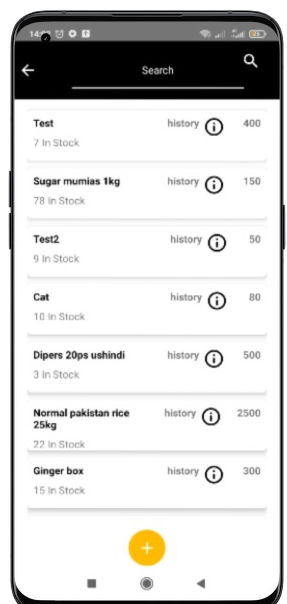 Search
Test history 400
7 In Stock
Sugar mumias 1kg history 150
78 In Stock
Test2 history 50
9 In Stock
Cat history 80
10 In Stock
Dipers 20ps ushindi history 500
3 In Stock
Normal pakistan rice history 2500
25kg
22 In Stock
Ginger box history 300
15 In Stock